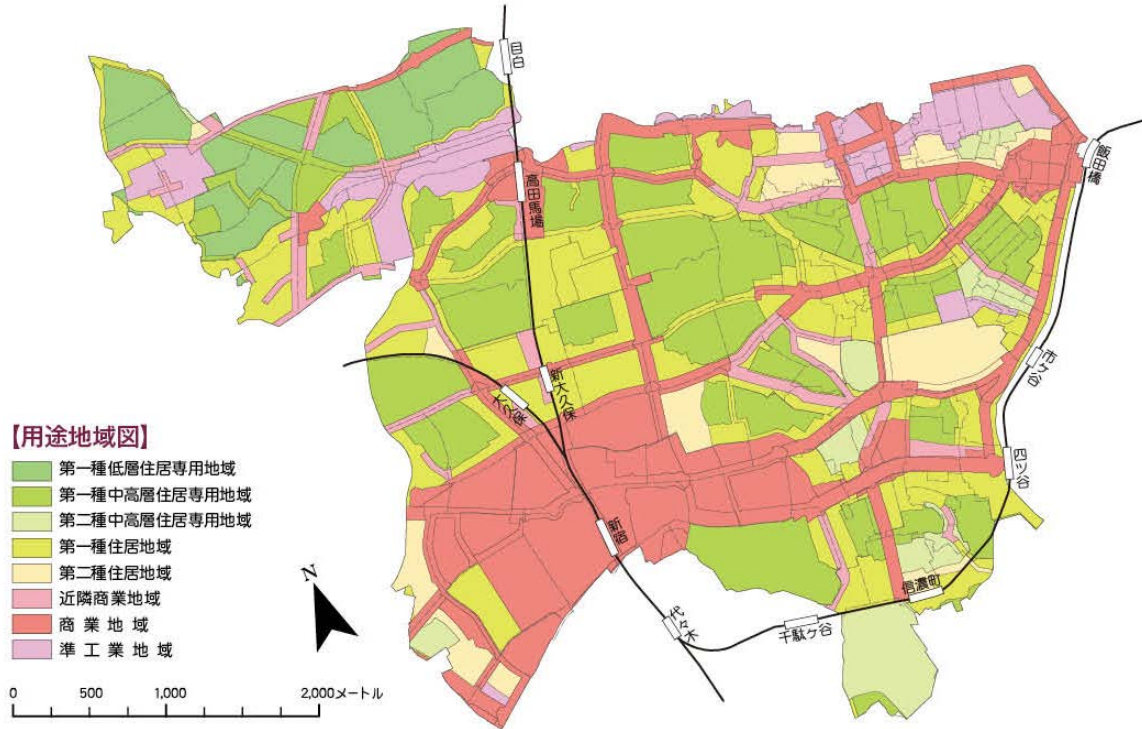 目白
高田馬場
飯田橋
市ヶ谷
新大久保
大久保
四ツ谷
新宿
信濃町
千駄ヶ谷
代々木
【用途地域図】
第一種低層住居専用地域
第一種中高層住居専用地域
第二種中高層住居専用地域
第一種住居地域
第二種住居地域
近隣商業地域
商業地域
準工業地域
N
0 500 1,000 2,000メートル